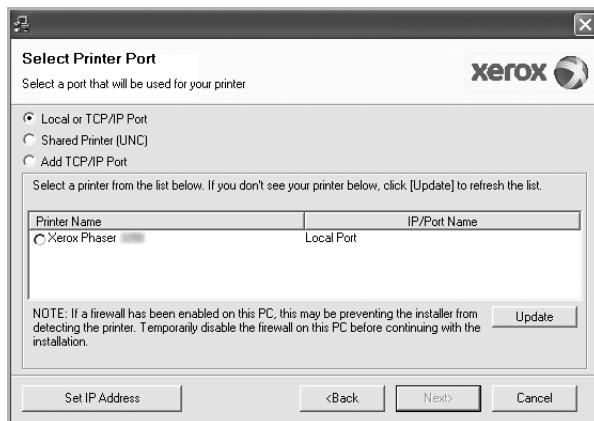 Select Printer Port
Select a port that will be used for your printer
xerox
Local or TCP/IP Port
Shared Printer (UNC)
Add TCP/IP Port
Select a printer from the list below. If you don't see your printer below, click [Update] to refresh the list.
Printer Name IP/Port Name
Xerox Phaser Local Port
NOTE: If a firewall has been enabled on this PC, this may be preventing the installer from
detecting the printer. Temporarily disable the firewall on this PC before continuing with the
installation.
Update
Set IP Address <Back Next> Cancel